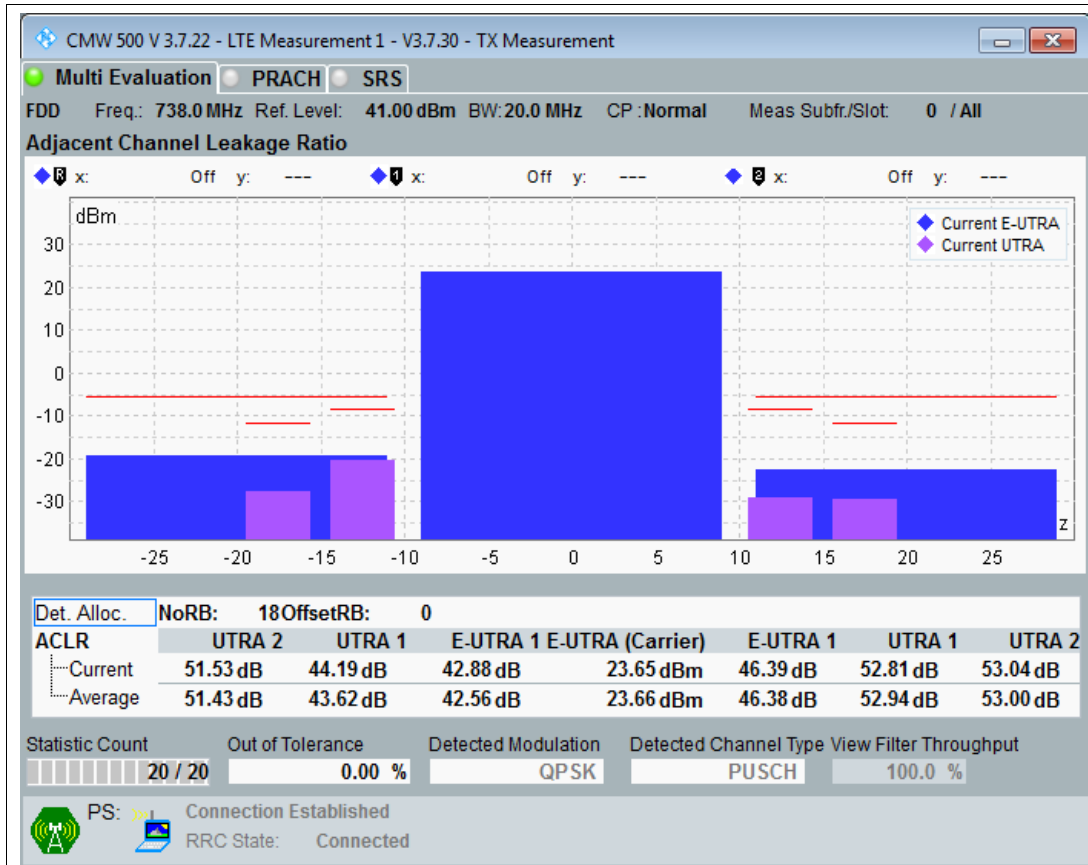 CMW 500 V 3.7.22 - LTE Measurement 1 - V3.7.30 - TX Measurement
Multi Evaluation PRACH SRS
FDD Freq.: 738.0 MHz Ref. Level: 41.00 dBm BW: 20.0 MHz CP : Normal Meas Subfr./Slot: 0 / All
Adjacent Channel Leakage Ratio
R x: Off y: --- 1 x: Off y: --- 2 x: Off y: ---
dBm
Current E-UTRA
Current UTRA
30
20
10
0
-10
-20
-30
z
-25 -20 -15 -10 -5 0 5 10 15 20 25
Det. Alloc. NoRB: 18 OffsetRB: 0
ACLR UTRA 2 UTRA 1 E-UTRA 1 E-UTRA (Carrier) E-UTRA 1 UTRA 1 UTRA 2
Current 51.53 dB 44.19 dB 42.88 dB 23.65 dBm 46.39 dB 52.81 dB 53.04 dB
Average 51.43 dB 43.62 dB 42.56 dB 23.66 dBm 46.38 dB 52.94 dB 53.00 dB
Statistic Count Out of Tolerance Detected Modulation Detected Channel Type View Filter Throughput
20 / 20 0.00 % QPSK PUSCH 100.0 %
PS: Connection Established
RRC State: Connected